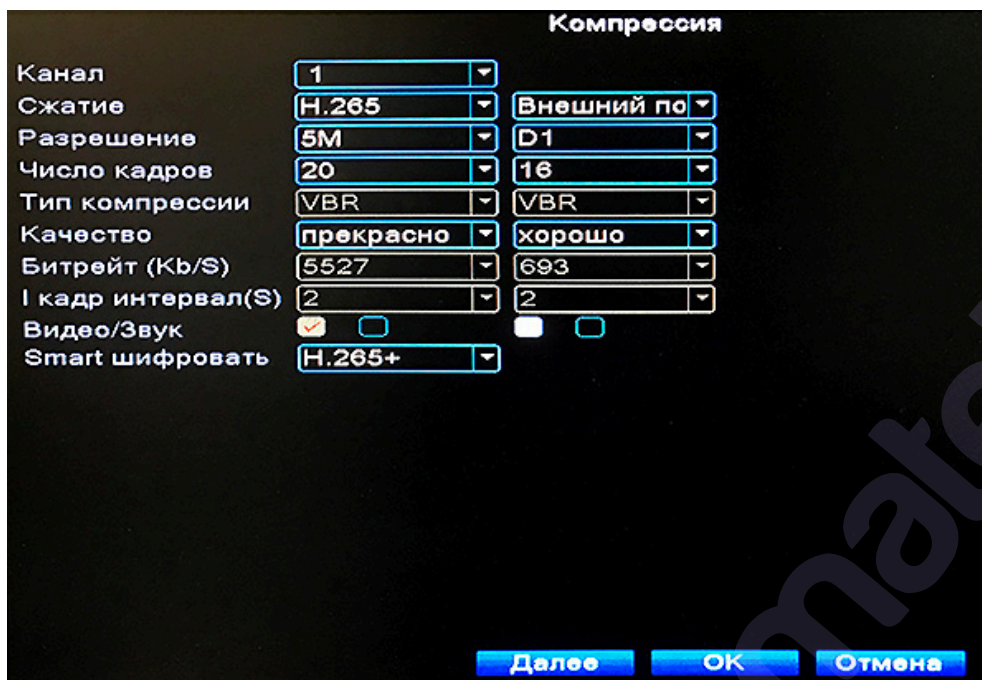 Компрессия
Канал 1
Сжатие H.265 Внешний по
Разрешение 5M D1
Число кадров 20 16
Тип компрессии VBR VBR
Качество прекрасно хорошо
Битрейт (Kb/S) 5527 693
I кадр интервал(S) 2 2
Видео/Звук
Smart шифровать H.265+
Далее OK Отмена